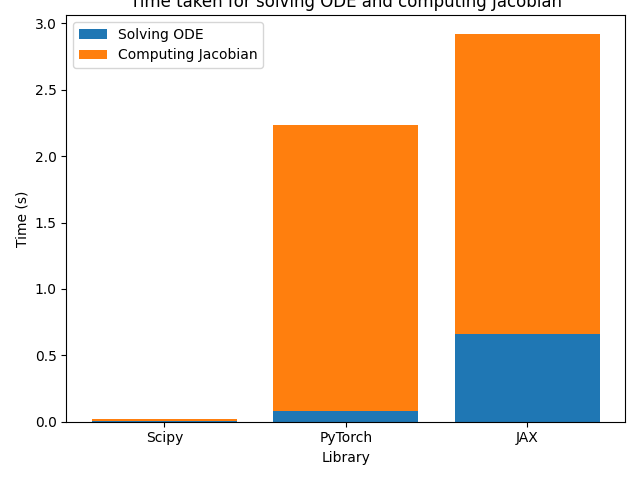 Time taken for solving ODE and computing Jacobian
Solving ODE
Computing Jacobian
3.0
2.5
2.0
1.5
1.0
0.5
0.0
Time (s)
Scipy PyTorch JAX
Library